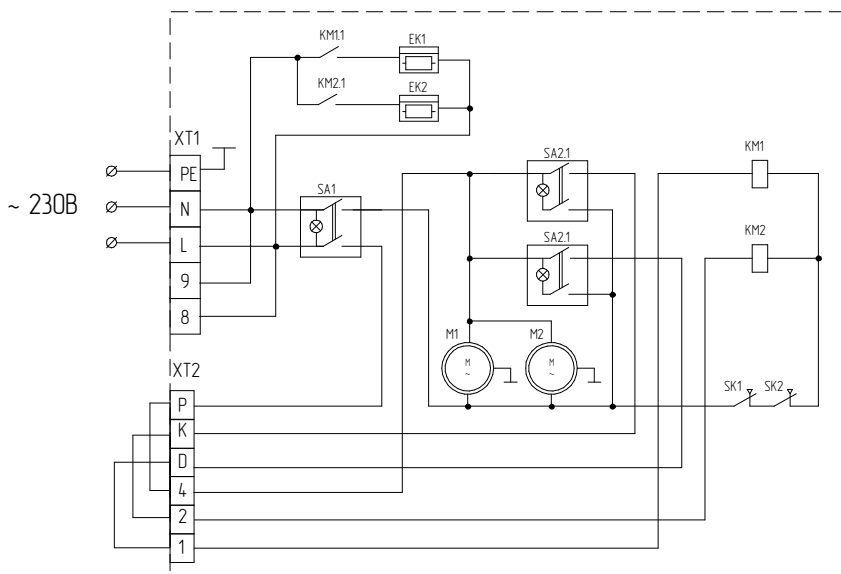 KM1.1
EK1
KM2.1
EK2
XT1
PE
N
L
9
8
~ 230В
SA1
SA2.1
SA2.1
KM1
KM2
M1
M
~
M2
M
~
SK1
SK2
XT2
P
K
D
4
2
1